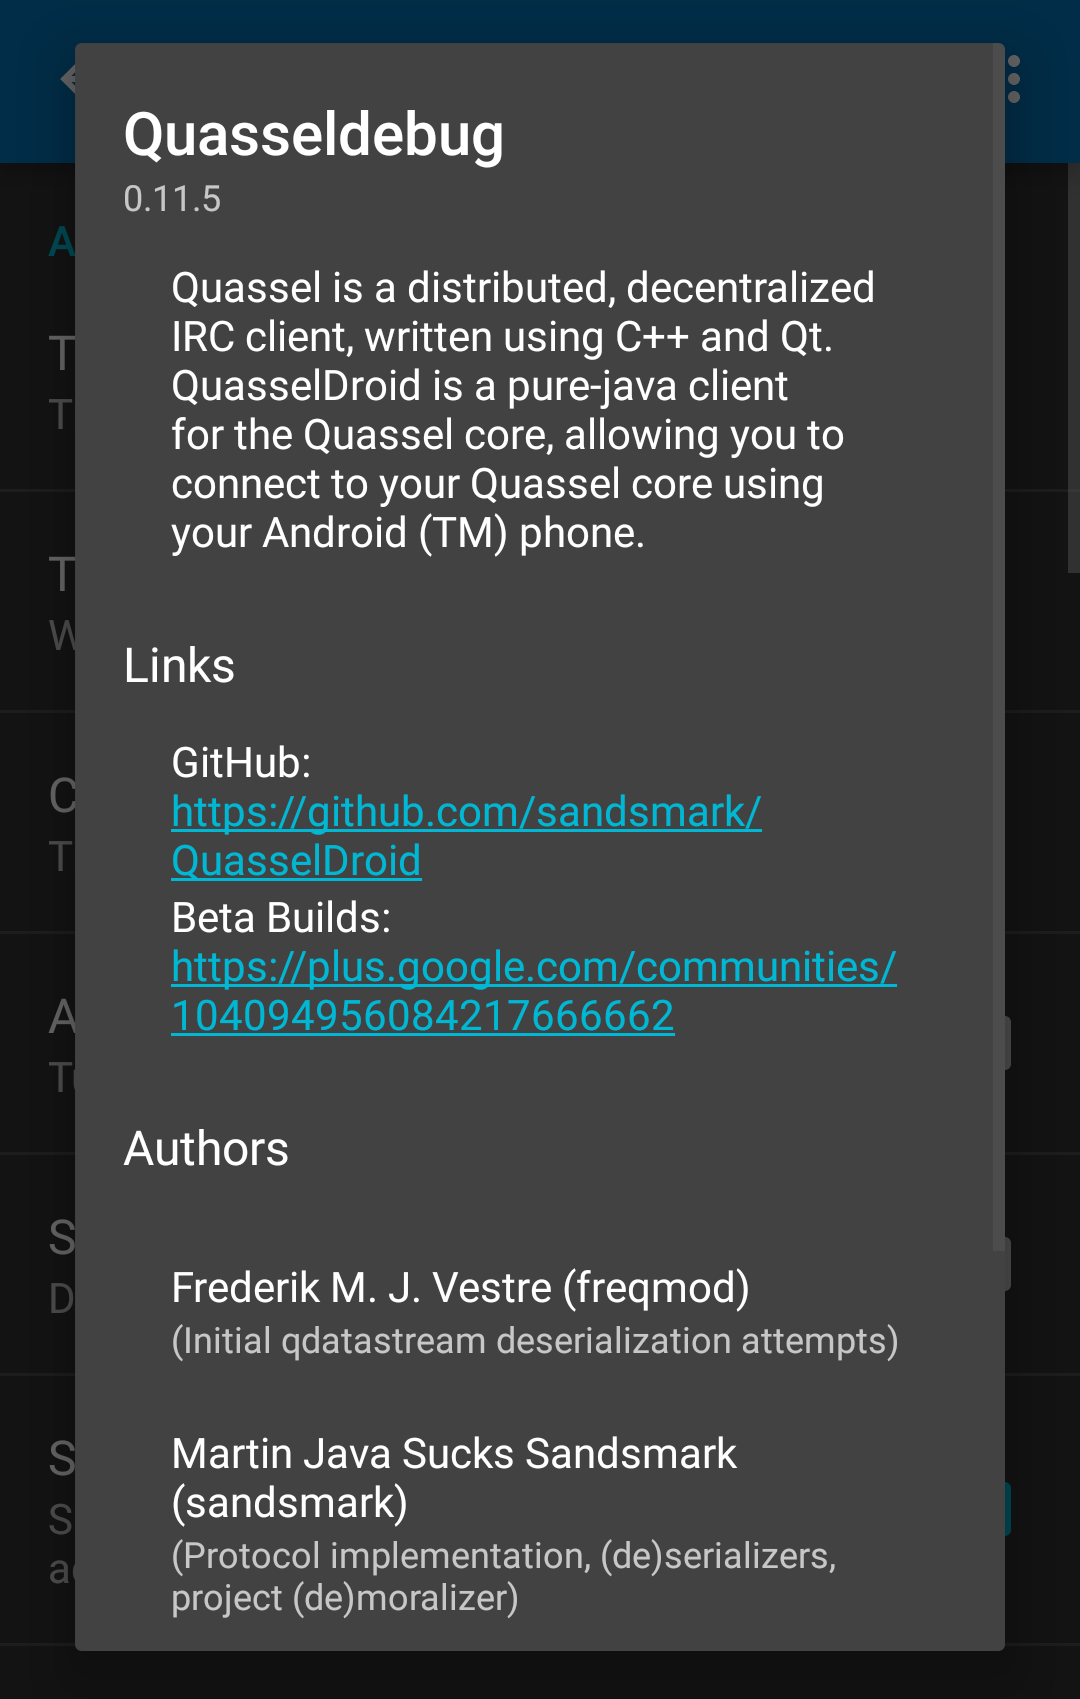 Quasseldebug
0.11.5
Quassel is a distributed, decentralized
IRC client, written using C++ and Qt.
QuasselDroid is a pure-java client
for the Quassel core, allowing you to
connect to your Quassel core using
your Android (TM) phone.
Links
GitHub:
https://github.com/sandsmark/
QuasselDroid
Beta Builds:
https://plus.google.com/communities/
104094956084217666662
Authors
Frederik M. J. Vestre (freqmod)
(Initial qdatastream deserialization attempts)
Martin Java Sucks Sandsmark
(sandsmark)
(Protocol implementation, (de)serializers,
project (de)moralizer)